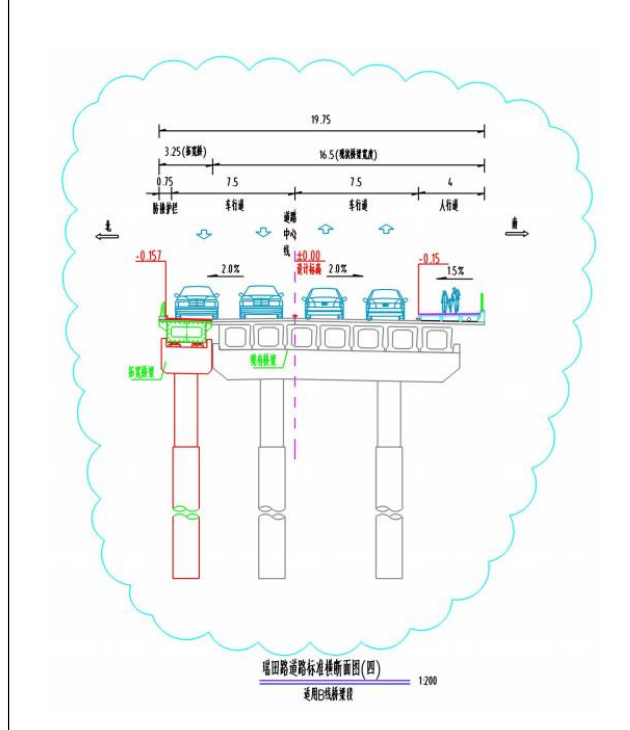 19.75
3.25(拓宽桥)
16.5(现状桥梁宽度)
0.75 7.5 7.5 4
防撞护栏 车行道 车行道 人行道
道路中心线
北
南
-0.157
±0.00
设计标高
-0.15
2.0%
2.0%
1.5%
拓宽桥梁
现有桥梁
瑶田路道路标准横断面图(四)
1:200
适用B线桥梁段